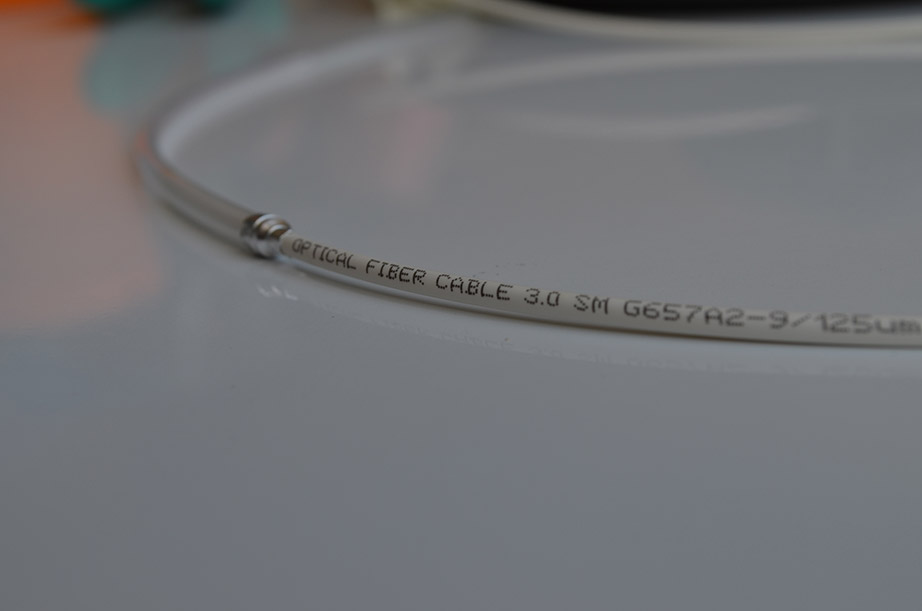 OPTICAL FIBER CABLE 3.0 SM G657A2-9/125um